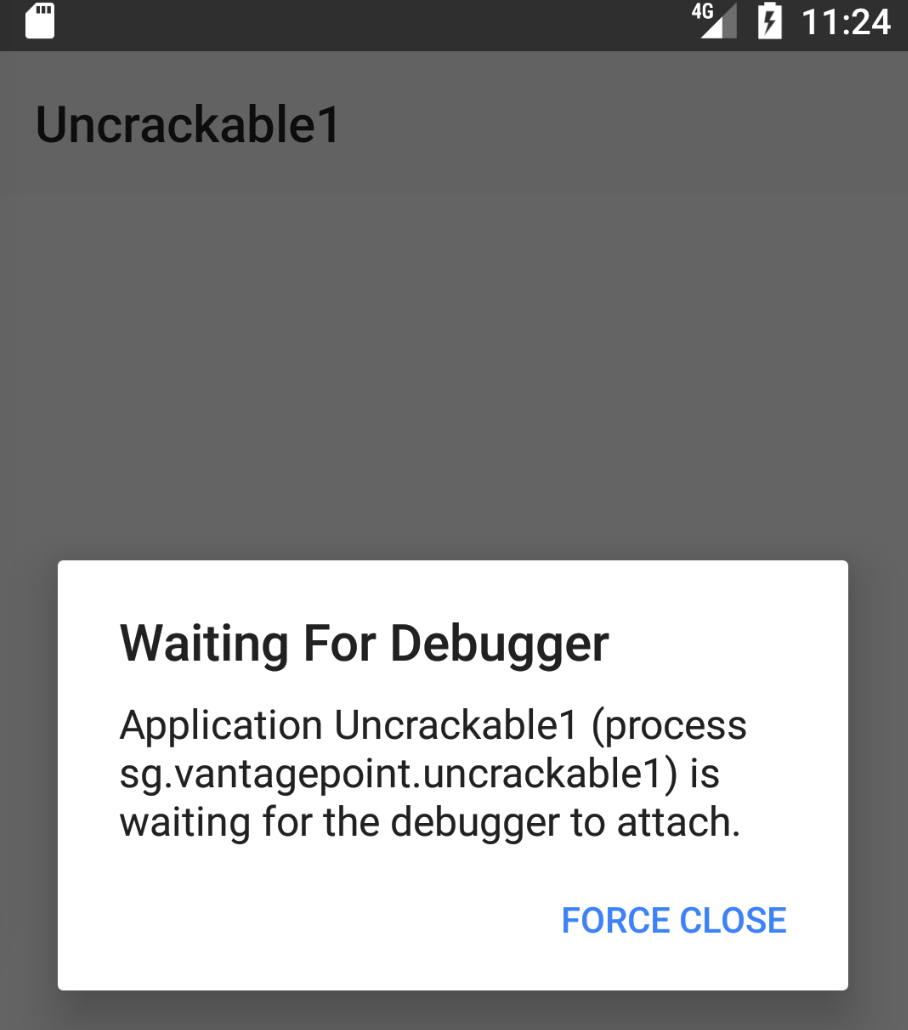 4G 11:24
Uncrackable1
Waiting For Debugger
Application Uncrackable1 (process
sg.vantagepoint.uncrackable1) is
waiting for the debugger to attach.
FORCE CLOSE